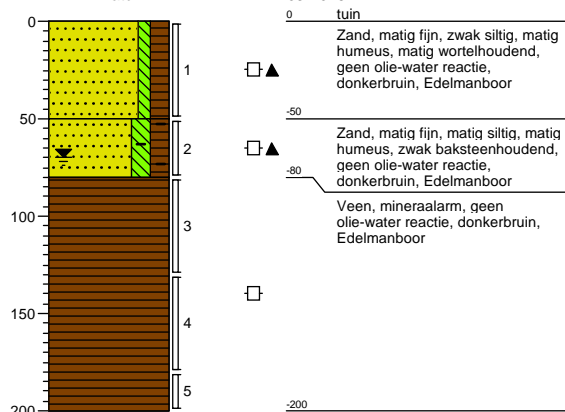 0
50
100
150
200
1
2
3
4
5
0
tuin
Zand, matig fijn, zwak siltig, matig
humeus, matig wortelhoudend,
geen olie-water reactie,
donkerbruin, Edelmanboor
-50
Zand, matig fijn, matig siltig, matig
humeus, zwak baksteenhoudend,
geen olie-water reactie,
donkerbruin, Edelmanboor
-80
Veen, mineraalarm, geen
olie-water reactie, donkerbruin,
Edelmanboor
-200